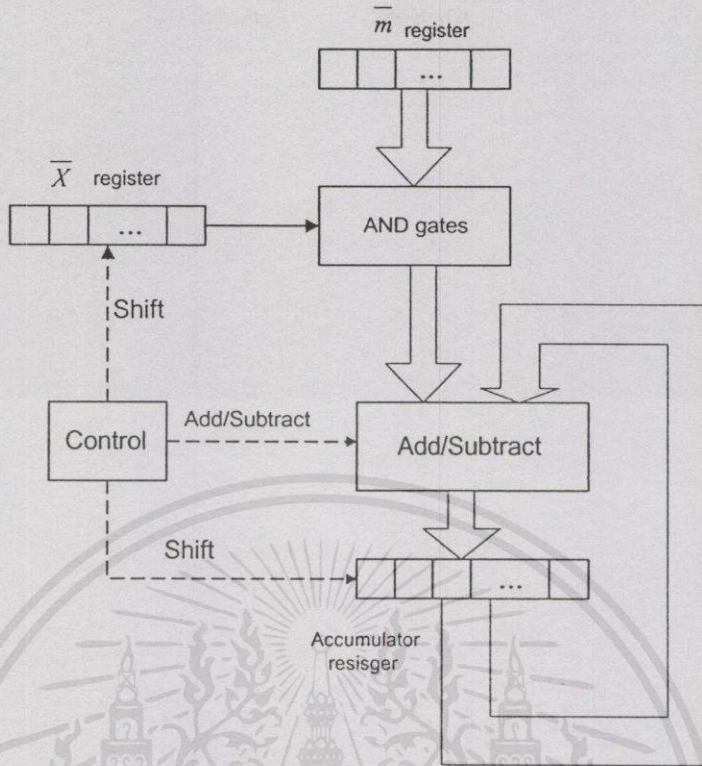 m register
...
X register
...
AND gates
Shift
Control
Add/Subtract
Add/Subtract
Shift
...
Accumulator
resisger